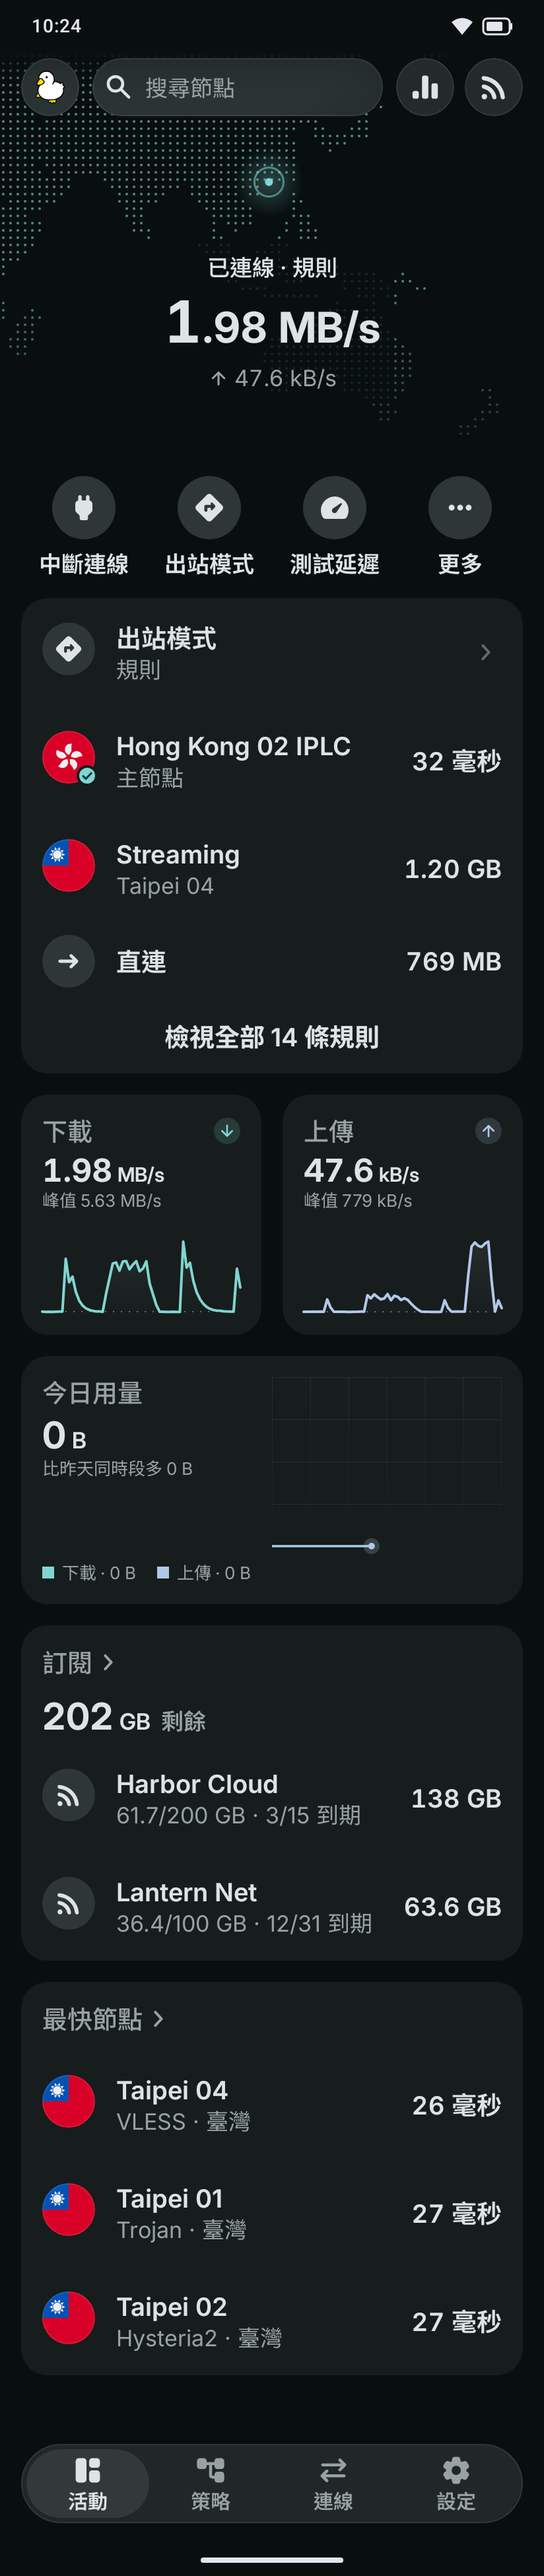 10:24
搜尋節點
已連線 · 規則
1.98 MB/s
↑ 47.6 kB/s
中斷連線
出站模式
測試延遲
更多
出站模式
規則
Hong Kong 02 IPLC
主節點
32 毫秒
Streaming
Taipei 04
1.20 GB
直連
769 MB
檢視全部 14 條規則
下載
1.98 MB/s
峰值 5.63 MB/s
上傳
47.6 kB/s
峰值 779 kB/s
今日用量
0 B
比昨天同時段多 0 B
下載 · 0 B
上傳 · 0 B
訂閱
202 GB 剩餘
Harbor Cloud
61.7/200 GB · 3/15 到期
138 GB
Lantern Net
36.4/100 GB · 12/31 到期
63.6 GB
最快節點
Taipei 04
VLESS · 臺灣
26 毫秒
Taipei 01
Trojan · 臺灣
27 毫秒
Taipei 02
Hysteria2 · 臺灣
27 毫秒
活動
策略
連線
設定